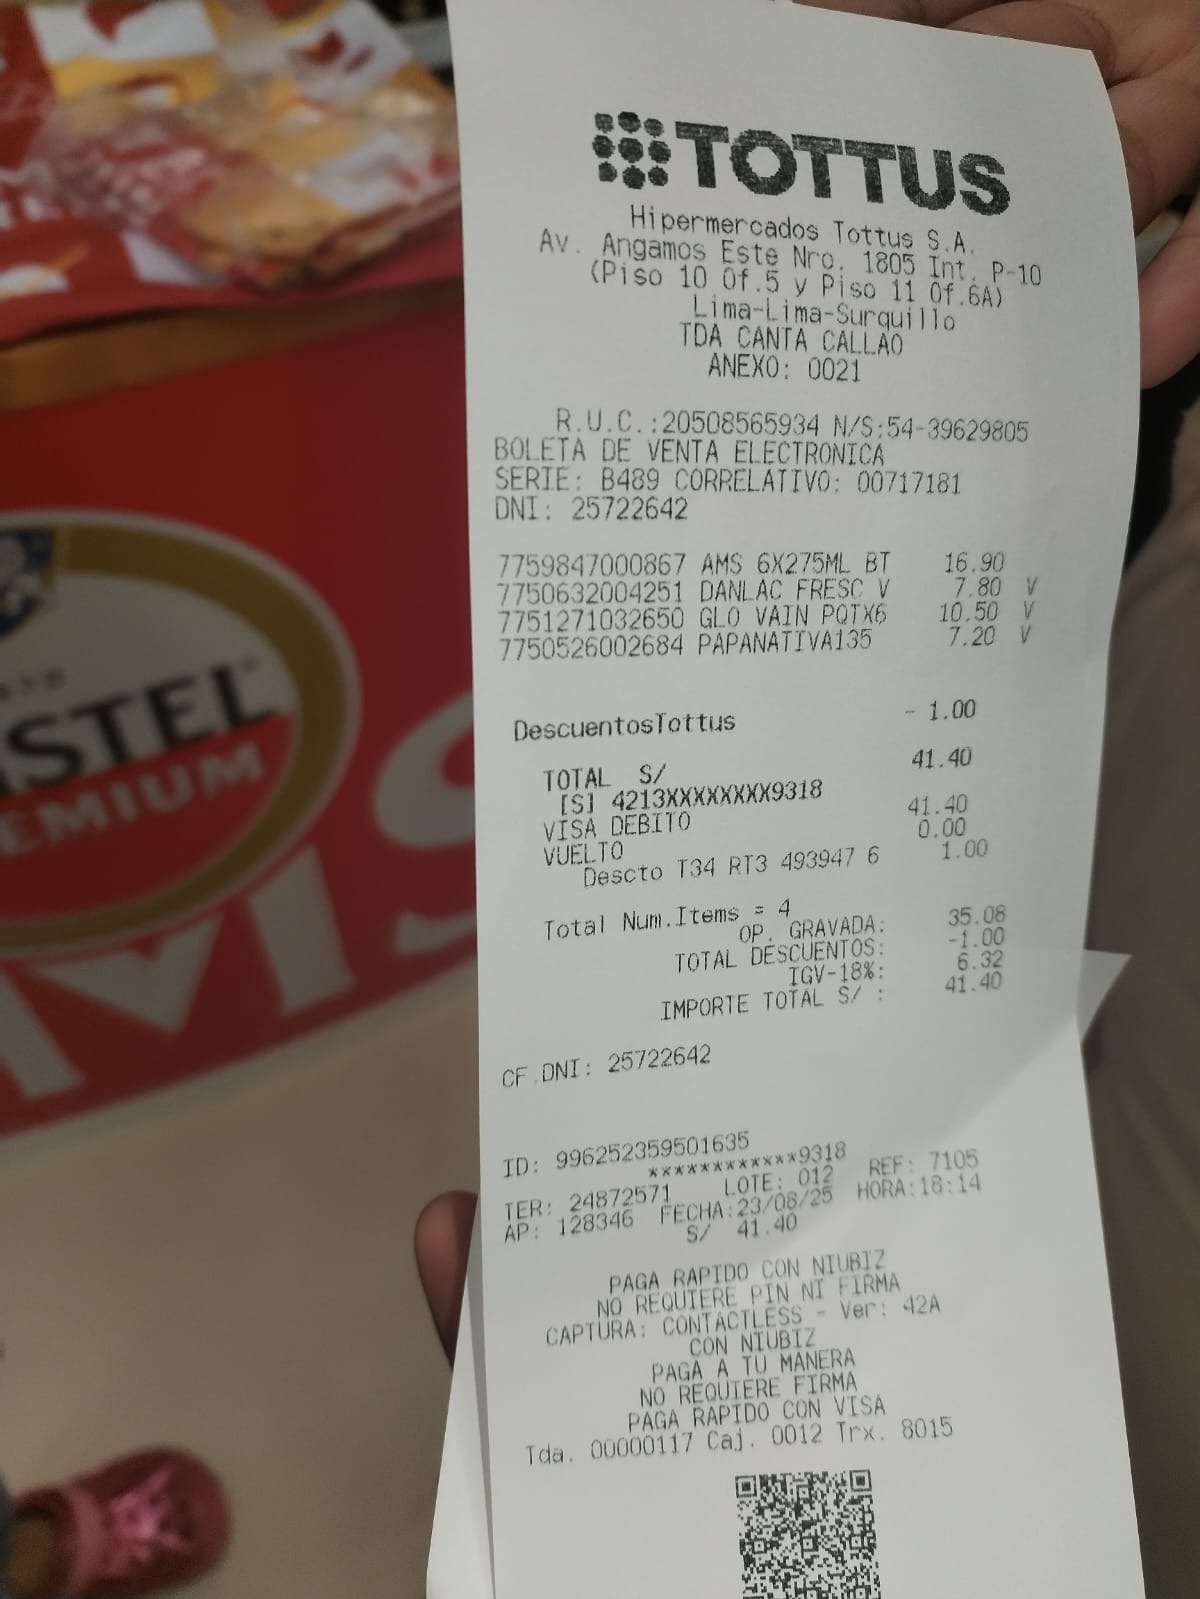 TOTTUS
Hipermercados Tottus S.A.
Av. Angamos Este Nro. 1805 Int. P-10
(Piso 10 Of.5 y Piso 11 Of.6A)
Lima-Lima-Surquillo
TDA CANTA CALLAO
ANEXO: 0021
R.U.C.:20508565934 N/S:54-39629805
BOLETA DE VENTA ELECTRONICA
SERIE: B489 CORRELATIVO: 00717181
DNI: 25722642
7759847000867 AMS 6X275ML BT 16.90
7750632004251 DANLAC FRESC V 7.80 V
7751271032650 GLO VAIN PQTX6 10.50 V
7750526002684 PAPANATIVA135 7.20 V
DescuentosTottus - 1.00
TOTAL S/ 41.40
[S] 4213XXXXXXXX9318
VISA DEBITO 41.40
VUELTO 0.00
Descto T34 RT3 493947 6 1.00
Total Num.Items = 4
OP. GRAVADA: 35.08
TOTAL DESCUENTOS: -1.00
IGV-18%: 6.32
IMPORTE TOTAL S/ : 41.40
CF.DNI: 25722642
ID: 996252359501635
************9318
TER: 24872571 LOTE: 012 REF: 7105
AP: 128346 FECHA:23/08/25 HORA:18:14
S/ 41.40
PAGA RAPIDO CON NIUBIZ
NO REQUIERE PIN NI FIRMA
CAPTURA: CONTACTLESS - Ver: 42A
CON NIUBIZ
PAGA A TU MANERA
NO REQUIERE FIRMA
PAGA RAPIDO CON VISA
Tda. 00000117 Caj. 0012 Trx. 8015
STEL
EMIUM